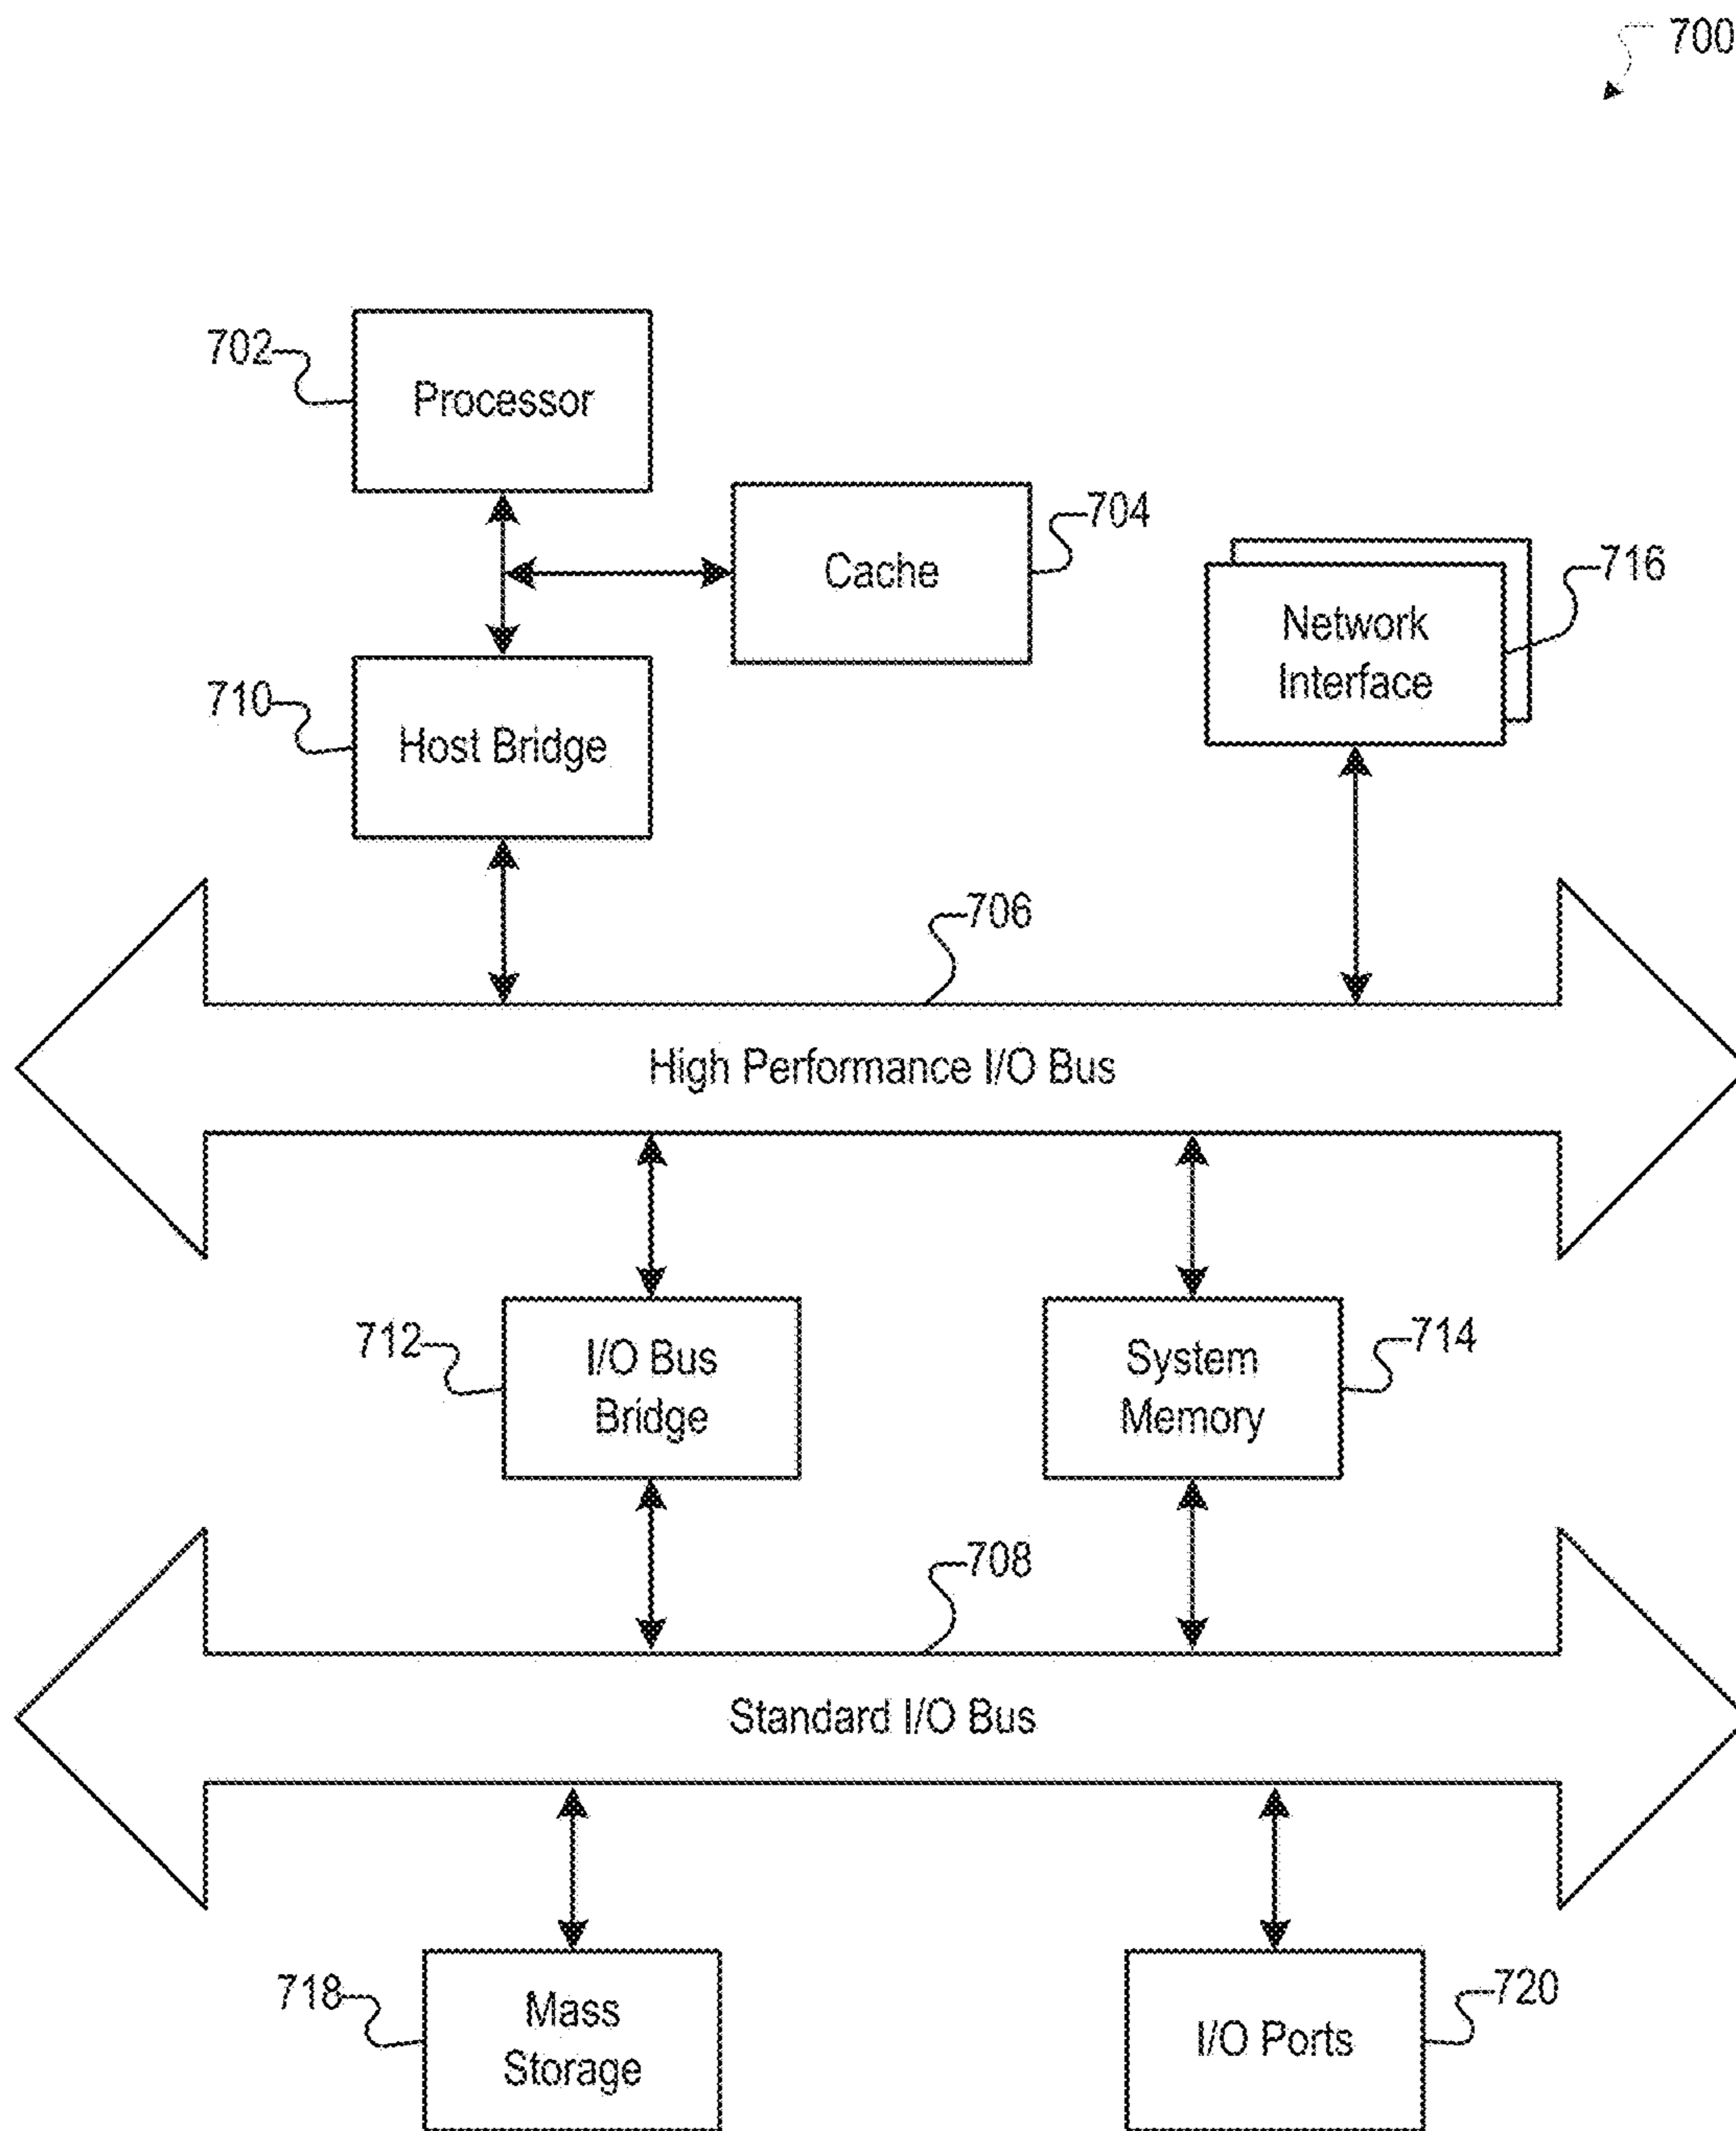 700
702
Processor
704
Cache
716
Network
Interface
710
Host Bridge
706
High Performance I/O Bus
712
I/O Bus
Bridge
714
System
Memory
708
Standard I/O Bus
718
Mass
Storage
720
I/O Ports